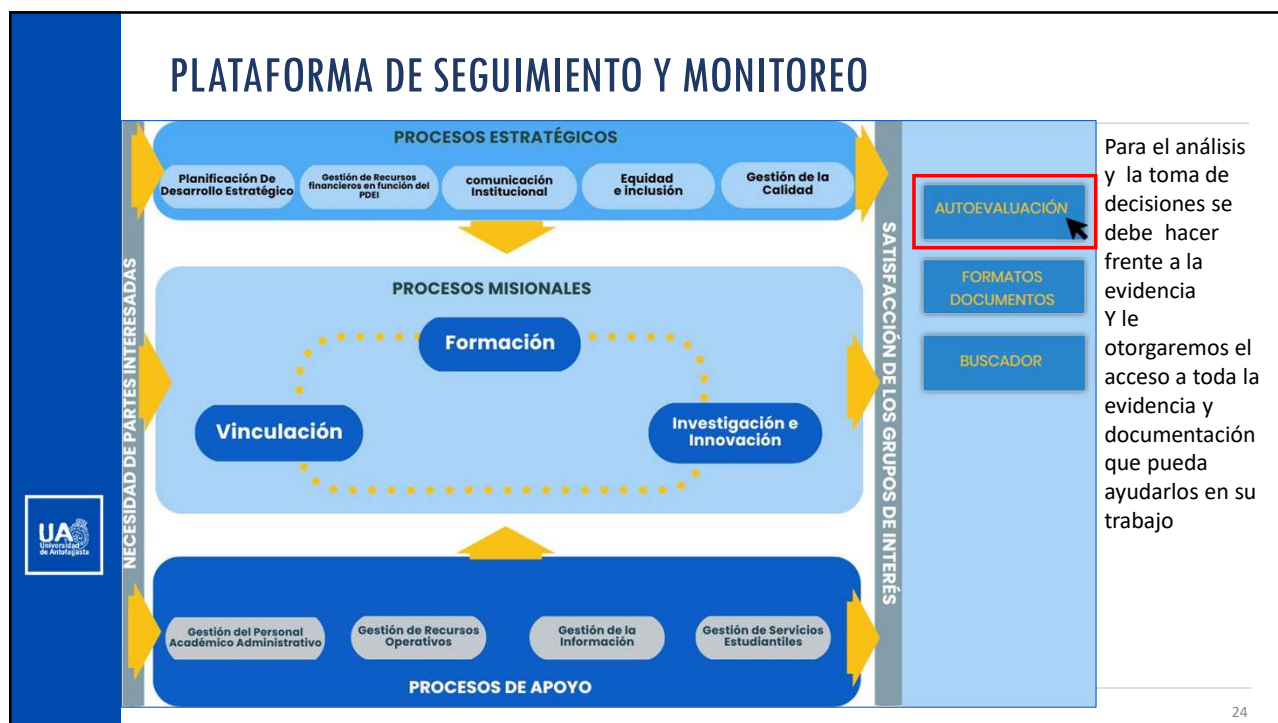 PLATAFORMA DE SEGUIMIENTO Y MONITOREO
NECESIDAD DE PARTES INTERESADAS
PROCESOS ESTRATÉGICOS
Planificación De
Desarrollo Estratégico
Gestión de Recursos
financieros en función del
PDEI
comunicación
Institucional
Equidad
e inclusión
Gestión de la
Calidad
PROCESOS MISIONALES
Formación
Vinculación
Investigación e
Innovación
Gestión del Personal
Académico Administrativo
Gestión de Recursos
Operativos
Gestión de la
Información
Gestión de Servicios
Estudiantiles
PROCESOS DE APOYO
SATISFACCIÓN DE LOS GRUPOS DE INTERÉS
AUTOEVALUACIÓN
FORMATOS
DOCUMENTOS
BUSCADOR
Para el análisis
y la toma de
decisiones se
debe hacer
frente a la
evidencia
Y le
otorgaremos el
acceso a toda la
evidencia y
documentación
que pueda
ayudarlos en su
trabajo
UA
Universidad
de Antofagasta
24